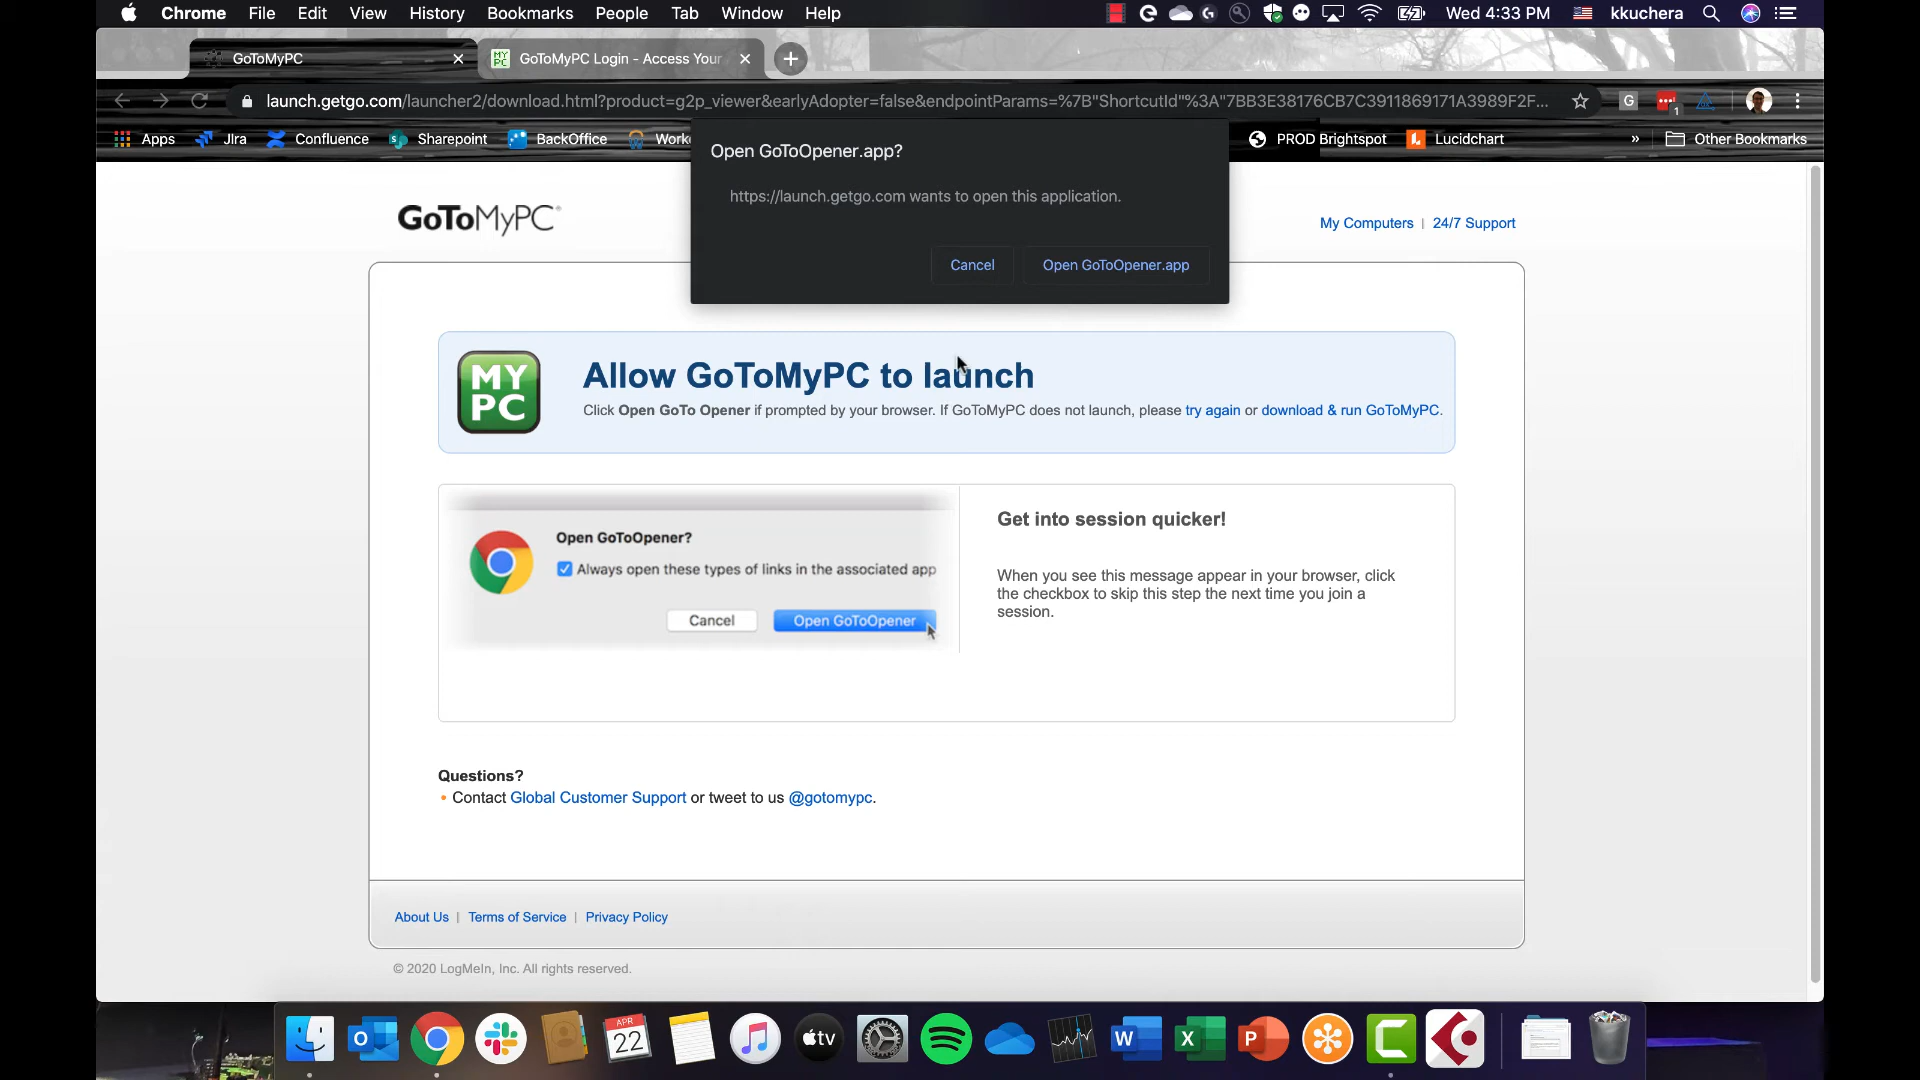 Chrome File Edit View History Bookmarks People Tab Window Help Wed 4:33 PM kkuchera
GoToMyPC MY PC GoToMyPC Login - Access Your
launch.getgo.com/launcher2/download.html?product=g2p_viewer&earlyAdopter=false&endpointParams=%7B"ShortcutId"%3A"7BB3E38176CB7C3911869171A3989F2F... G 1
Apps Jira Confluence Sharepoint BackOffice Worke PROD Brightspot Lucidchart » Other Bookmarks
Open GoToOpener.app?
https://launch.getgo.com wants to open this application.
Cancel Open GoToOpener.app
GoToMyPC My Computers | 24/7 Support
MY
PC
Allow GoToMyPC to launch
Click Open GoTo Opener if prompted by your browser. If GoToMyPC does not launch, please try again or download & run GoToMyPC.
Open GoToOpener?
Always open these types of links in the associated app
Cancel Open GoToOpener
Get into session quicker!
When you see this message appear in your browser, click
the checkbox to skip this step the next time you join a
session.
Questions?
• Contact Global Customer Support or tweet to us @gotomypc.
About Us | Terms of Service | Privacy Policy
© 2020 LogMeIn, Inc. All rights reserved.
APR
22
tv